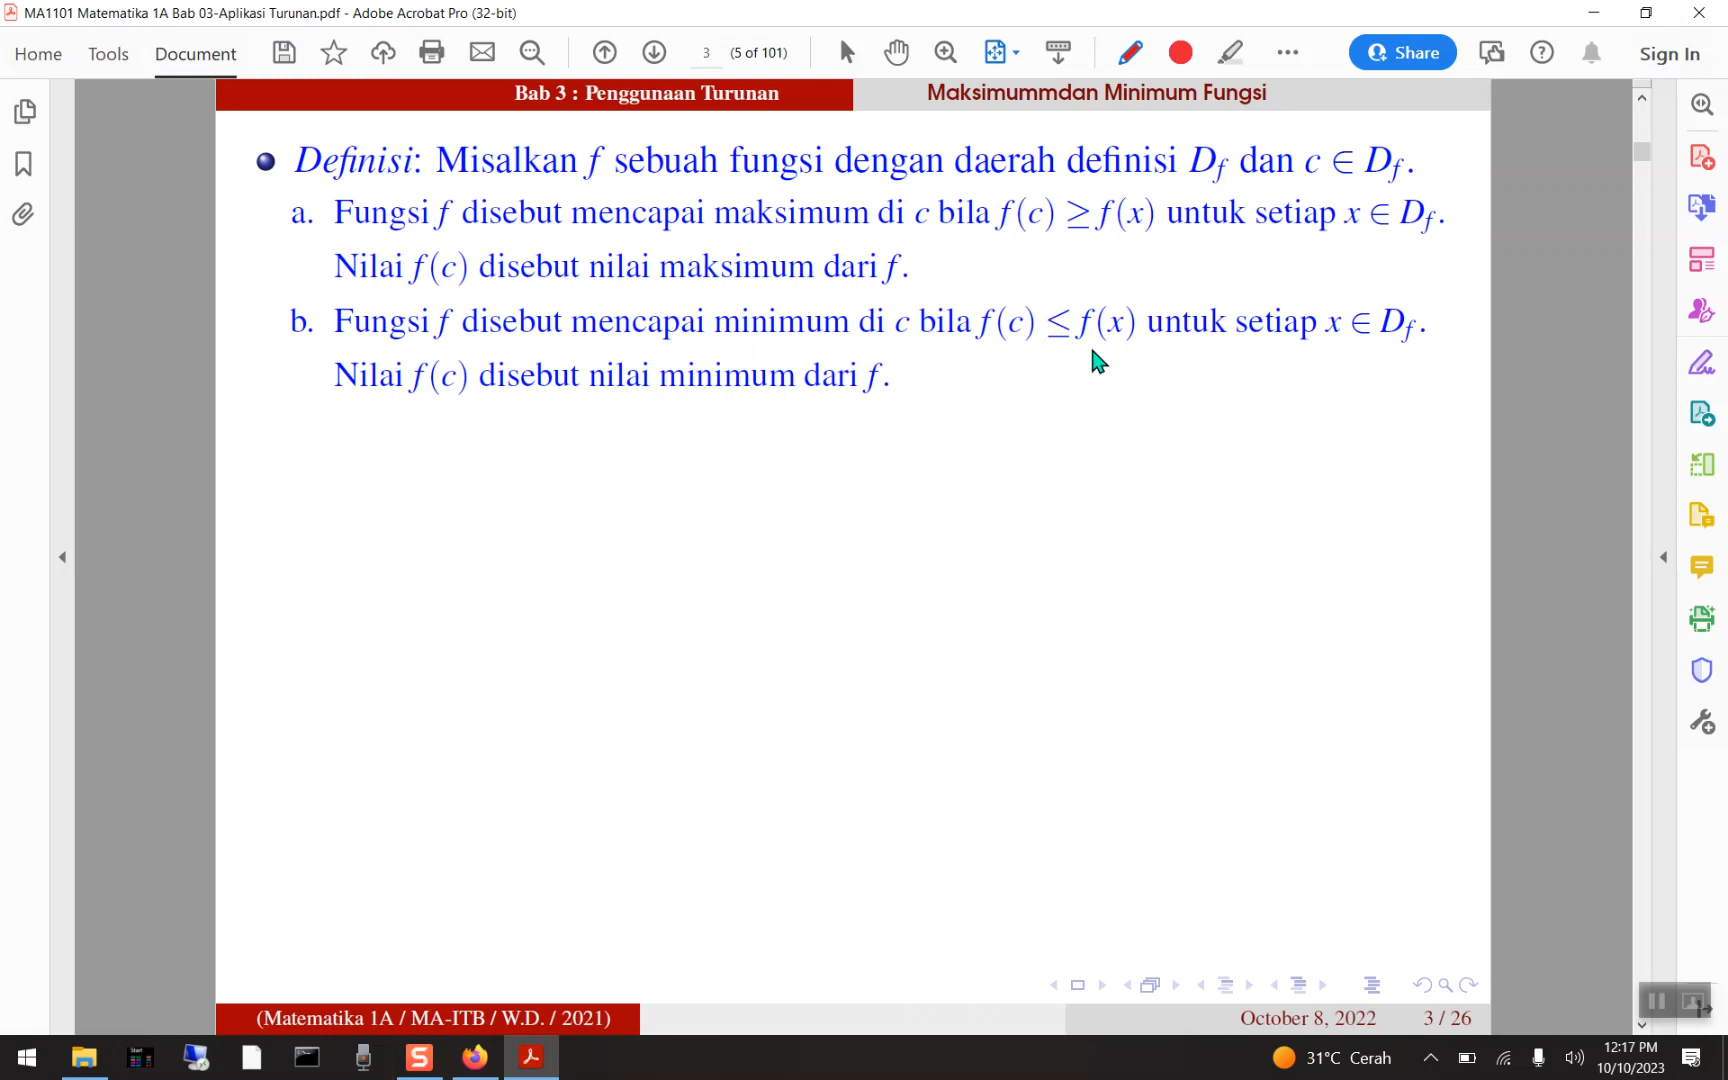 MA1101 Matematika 1A Bab 03-Aplikasi Turunan.pdf - Adobe Acrobat Pro (32-bit)
Home Tools Document 3 (5 of 101) Share Sign In
Bab 3 : Penggunaan Turunan Maksimummdan Minimum Fungsi
Definisi: Misalkan f sebuah fungsi dengan daerah definisi D_f dan c ∈ D_f.
a. Fungsi f disebut mencapai maksimum di c bila f(c) ≥ f(x) untuk setiap x ∈ D_f.
Nilai f(c) disebut nilai maksimum dari f.
b. Fungsi f disebut mencapai minimum di c bila f(c) ≤ f(x) untuk setiap x ∈ D_f.
Nilai f(c) disebut nilai minimum dari f.
(Matematika 1A / MA-ITB / W.D. / 2021) October 8, 2022 3 / 26
31°C Cerah 12:17 PM
10/10/2023